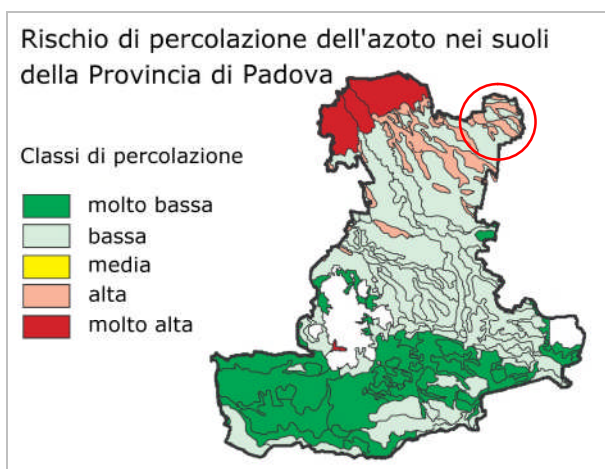 Rischio di percolazione dell'azoto nei suoli
della Provincia di Padova
Classi di percolazione
molto bassa
bassa
media
alta
molto alta